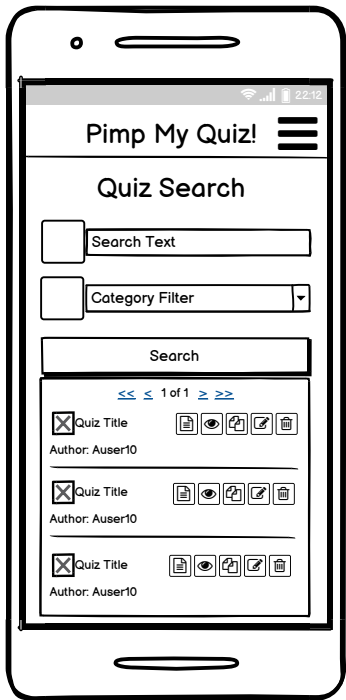 22:12
Pimp My Quiz!
Quiz Search
Search Text
Category Filter
Search
<< < 1 of 1 > >>
Quiz Title
Author: Auser10
Quiz Title
Author: Auser10
Quiz Title
Author: Auser10